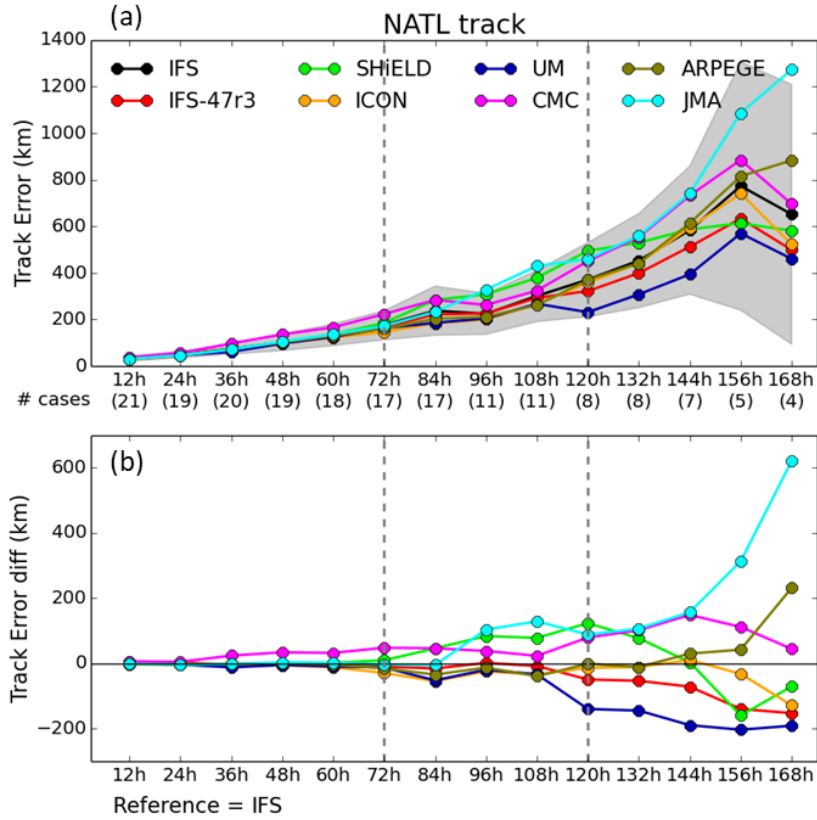 (a) NATL track
1400
1200
1000
800
600
400
200
0
Track Error (km)
IFS SHiELD UM ARPEGE
IFS-47r3 ICON CMC JMA
12h 24h 36h 48h 60h 72h 84h 96h 108h 120h 132h 144h 156h 168h
# cases (21) (19) (20) (19) (18) (17) (17) (11) (11) (8) (8) (7) (5) (4)
(b)
600
400
200
0
−200
Track Error diff (km)
12h 24h 36h 48h 60h 72h 84h 96h 108h 120h 132h 144h 156h 168h
Reference = IFS